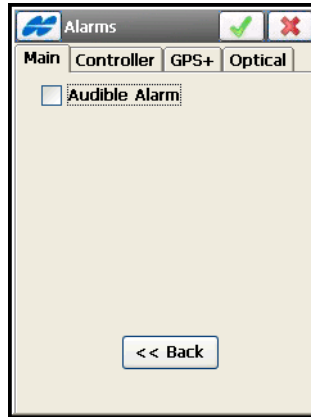 Alarms
Main Controller GPS+ Optical
Audible Alarm
<< Back